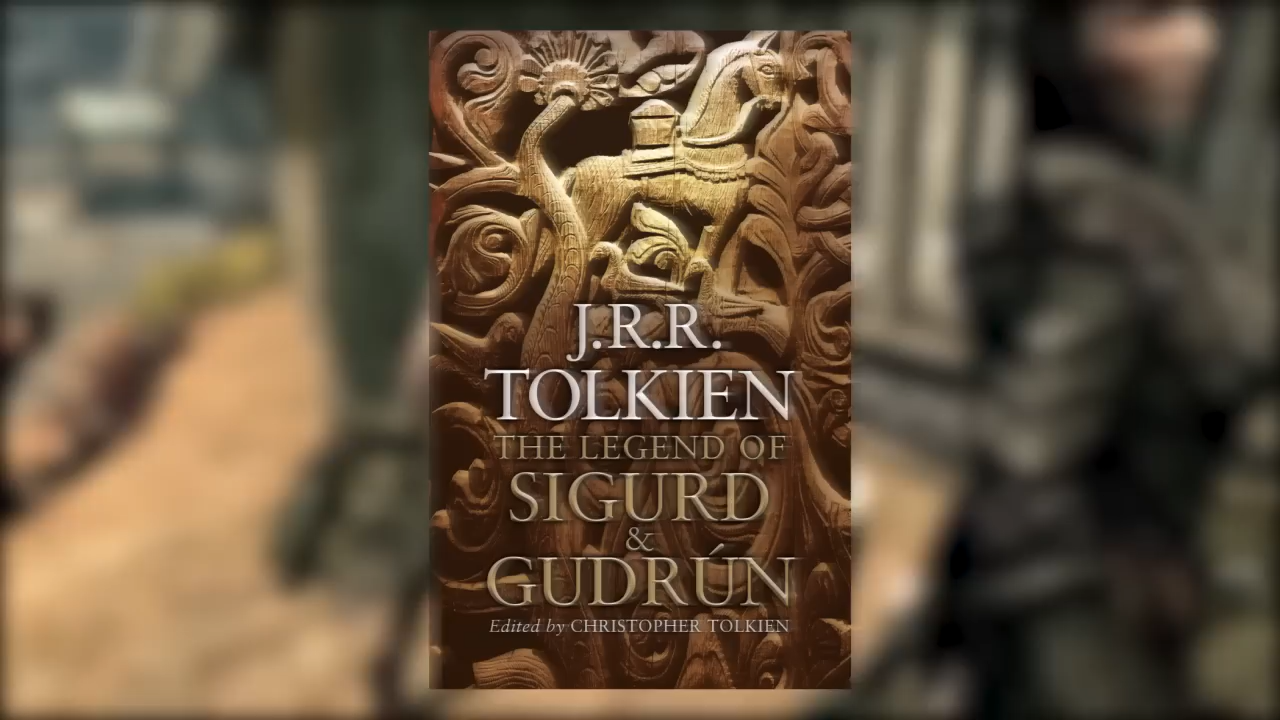 J.R.R.
TOLKIEN
THE LEGEND OF
SIGURD
&
GUDRÚN
Edited by CHRISTOPHER TOLKIEN